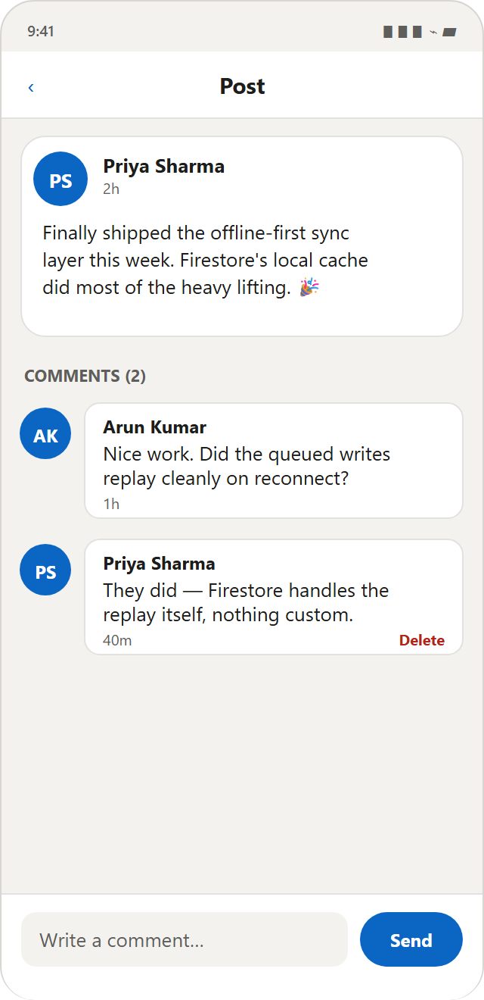 9:41
‹
Post
PS
Priya Sharma
2h
Finally shipped the offline-first sync
layer this week. Firestore's local cache
did most of the heavy lifting. 🎉
COMMENTS (2)
AK
Arun Kumar
Nice work. Did the queued writes
replay cleanly on reconnect?
1h
PS
Priya Sharma
They did — Firestore handles the
replay itself, nothing custom.
40m
Delete
Write a comment...
Send